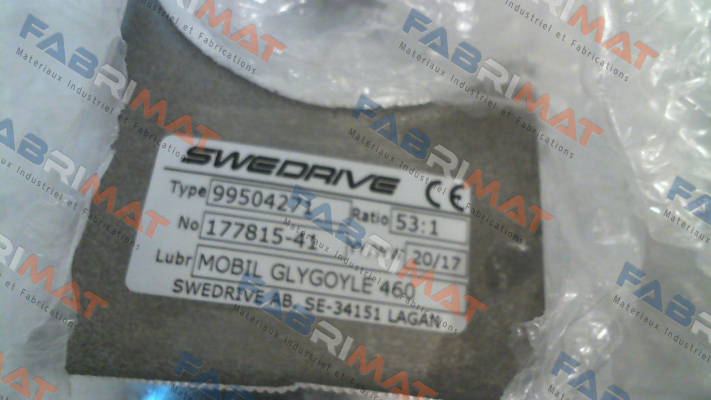 SWEDRIVE CE
Type 99504271 Ratio 53:1
No 177815-41 20/17
Lubr MOBIL GLYGOYLE 460
SWEDRIVE AB, SE-34151 LAGAN
FABRIMAT
Materiaux Industriel et Fabrications